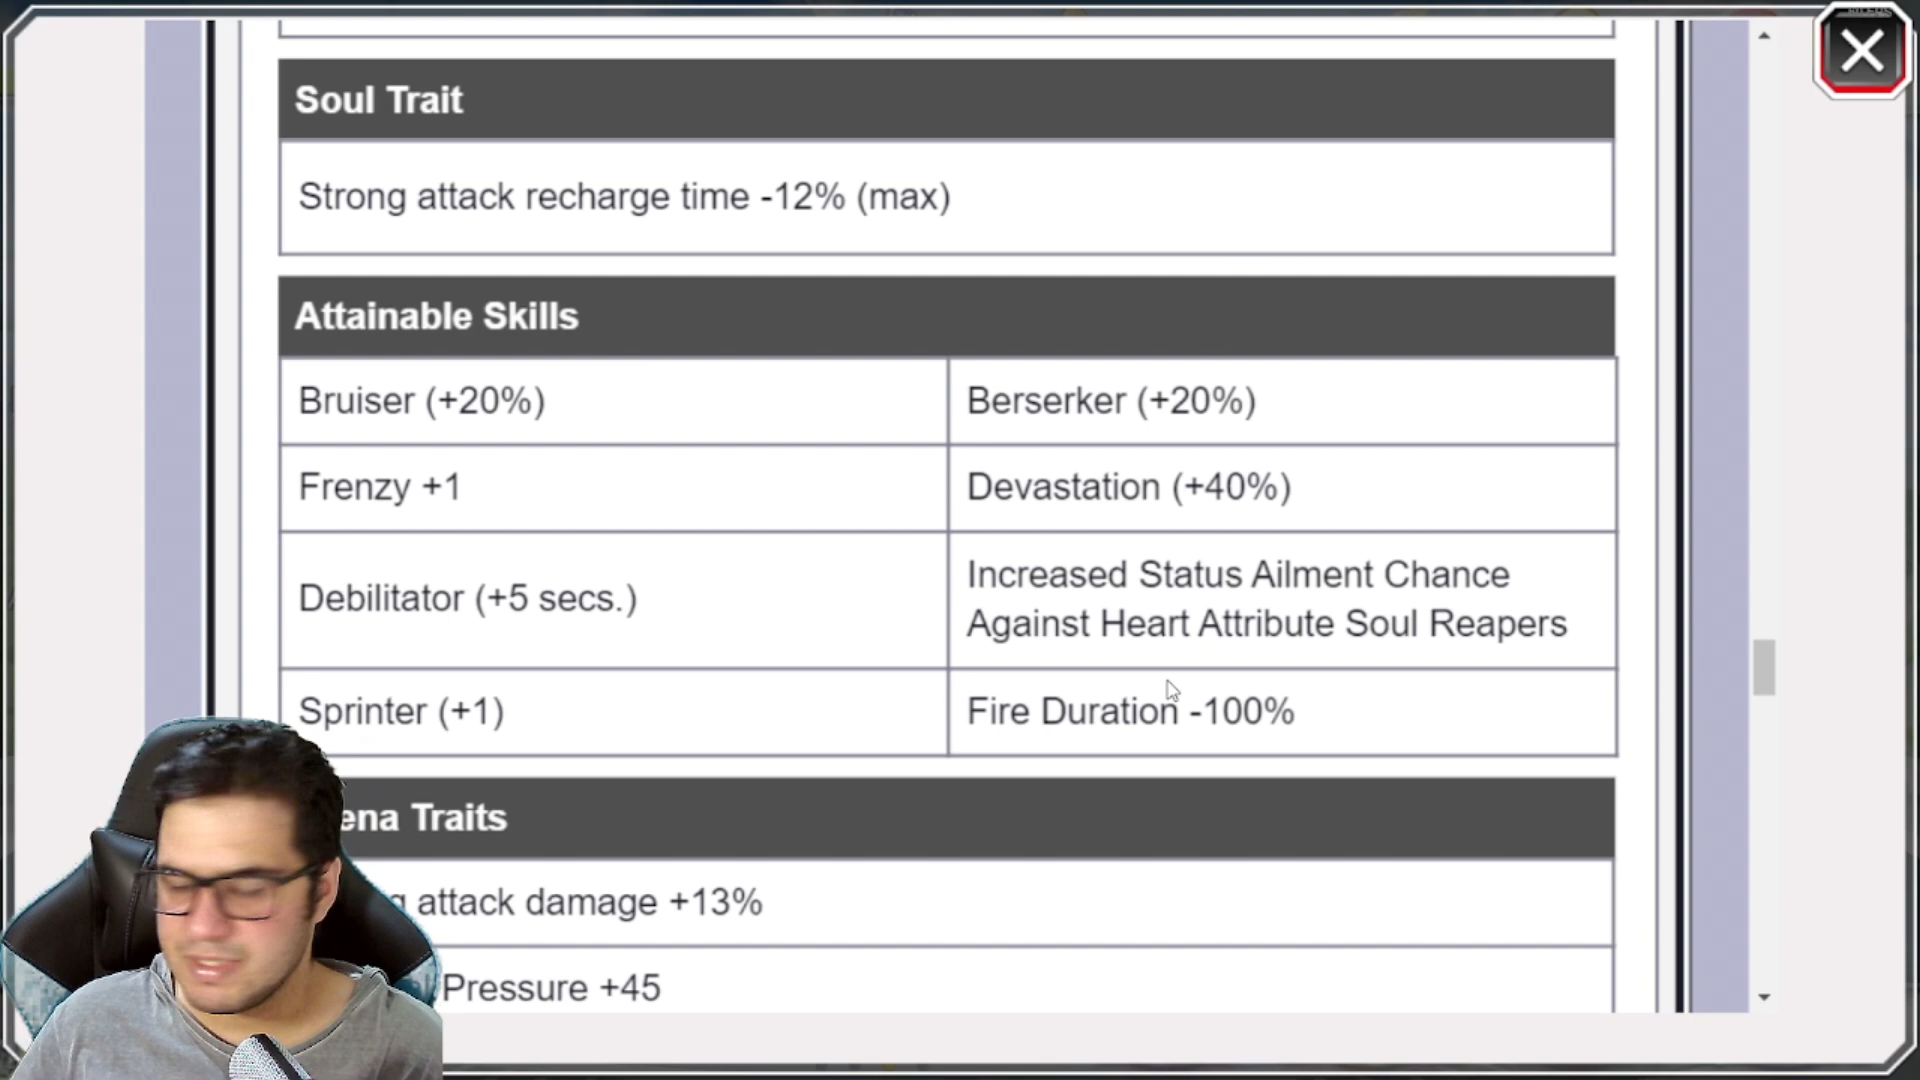 Soul Trait
Strong attack recharge time -12% (max)
Attainable Skills
Bruiser (+20%)
Berserker (+20%)
Frenzy +1
Devastation (+40%)
Debilitator (+5 secs.)
Increased Status Ailment Chance
Against Heart Attribute Soul Reapers
Sprinter (+1)
Fire Duration -100%
ena Traits
g attack damage +13%
Pressure +45